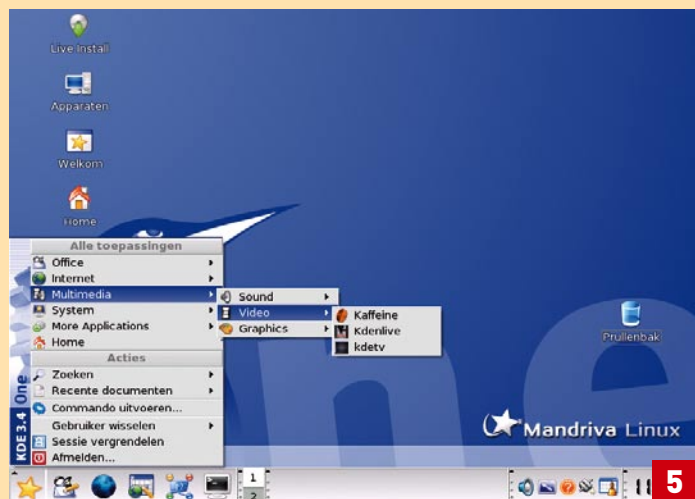 Live Install
Apparaten
Welkom
Home
Alle toepassingen
Office
Internet
Multimedia
System
More Applications
Home
Acties
Zoeken
Recente documenten
Commando uitvoeren...
Gebruiker wisselen
Sessie vergrendelen
Afmelden...
KDE3.4 One
Sound
Video
Graphics
Kaffeine
Kdenlive
kdetv
Prullenbak
one
Mandriva Linux
1
2
5